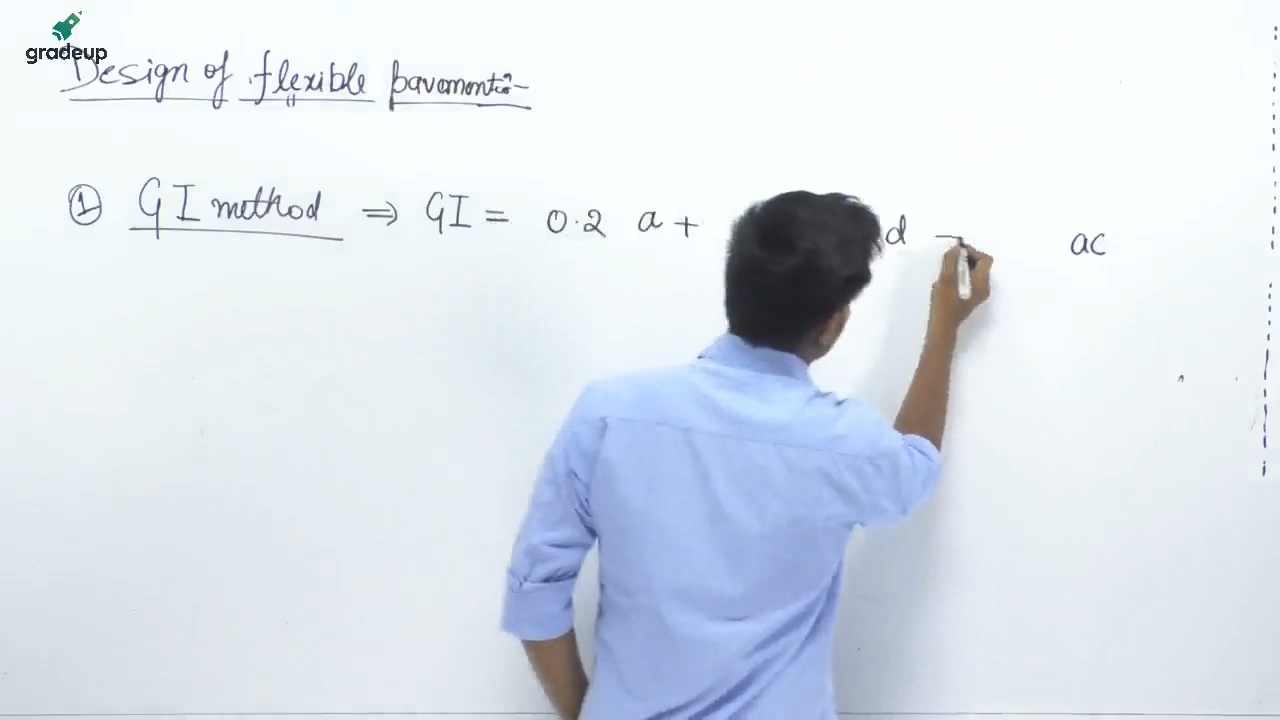 gradeup
Design of flexible pavements:-
① GI method ⇒ GI = 0.2 a + d - ac